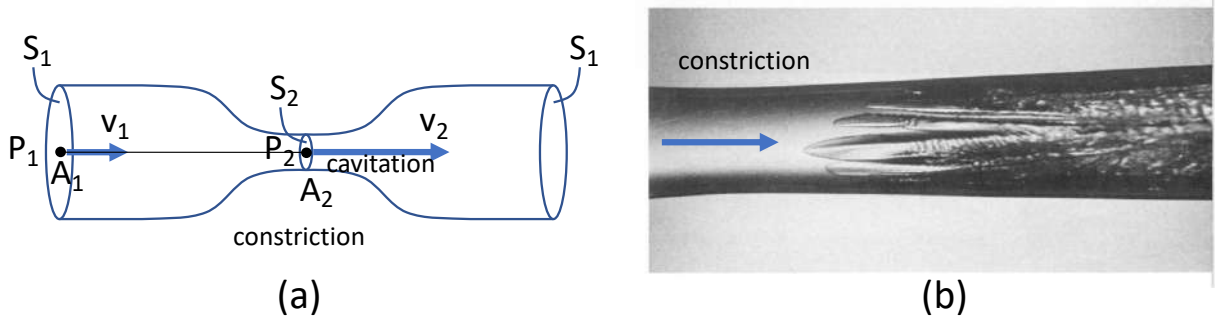 S₁
S₁
S₂
v₁
v₂
P₁
P₂
A₁
cavitation
A₂
constriction
(a)
constriction
(b)